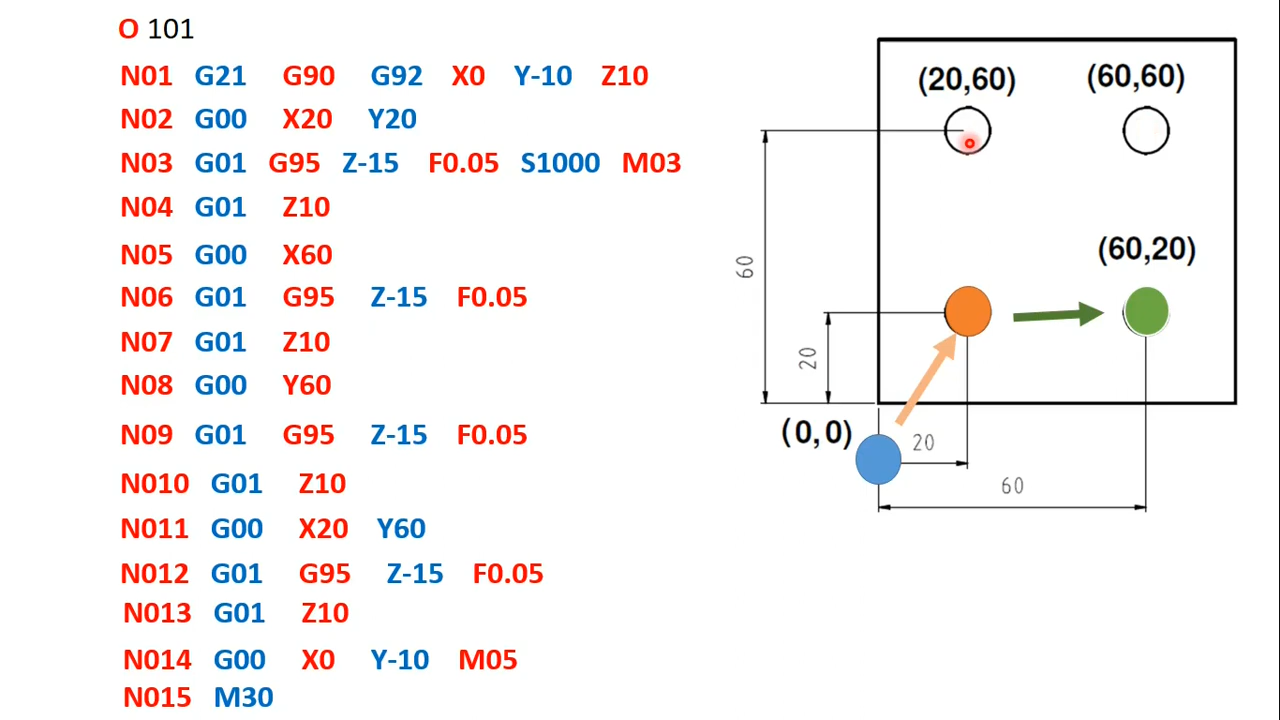 O 101
N01 G21 G90 G92 X0 Y-10 Z10
N02 G00 X20 Y20
N03 G01 G95 Z-15 F0.05 S1000 M03
N04 G01 Z10
N05 G00 X60
N06 G01 G95 Z-15 F0.05
N07 G01 Z10
N08 G00 Y60
N09 G01 G95 Z-15 F0.05
N010 G01 Z10
N011 G00 X20 Y60
N012 G01 G95 Z-15 F0.05
N013 G01 Z10
N014 G00 X0 Y-10 M05
N015 M30
(20,60) (60,60)
(60,20)
60
20
(0,0)
20
60